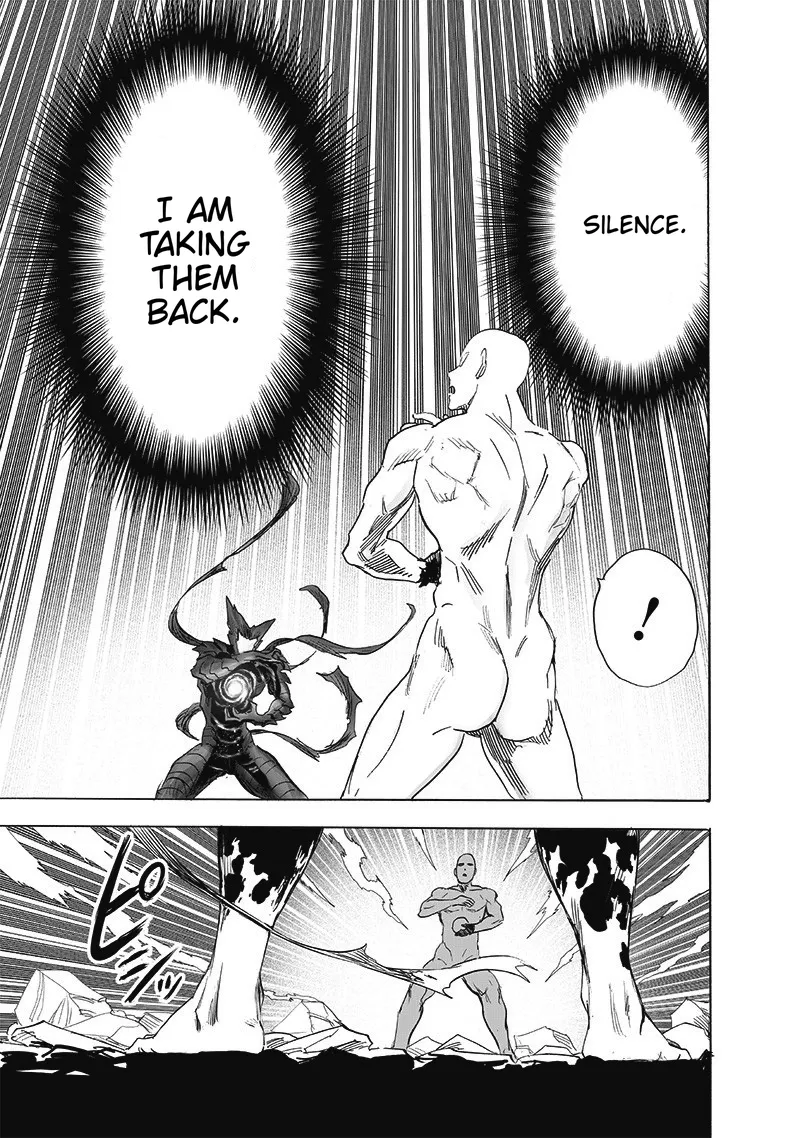 SILENCE.
I AM
TAKING
THEM
BACK.
!
ピシッ